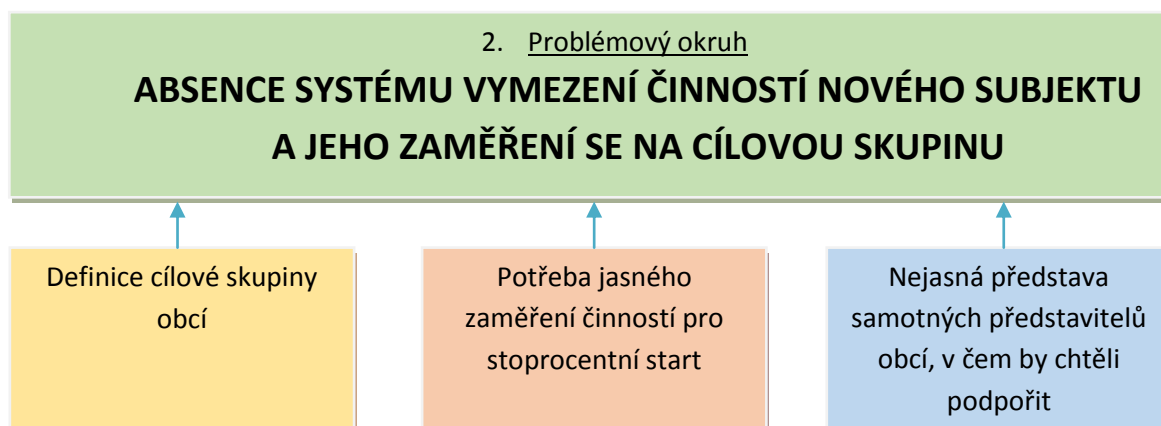 2. Problémový okruh
ABSENCE SYSTÉMU VYMEZENÍ ČINNOSTÍ NOVÉHO SUBJEKTU
A JEHO ZAMĚŘENÍ SE NA CÍLOVOU SKUPINU
Definice cílové skupiny
obcí
Potřeba jasného
zaměření činností pro
stoprocentní start
Nejasná představa
samotných představitelů
obcí, v čem by chtěli
podpořit